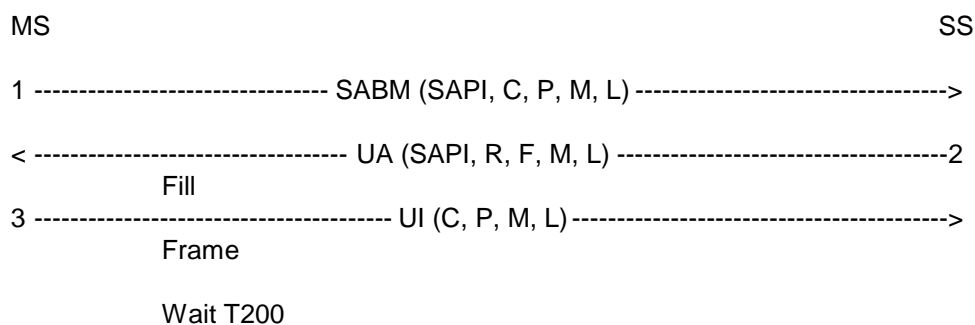 MS SS
1 --------------------------------- SABM (SAPI, C, P, M, L) ----------------------------------->
< ----------------------------------- UA (SAPI, R, F, M, L) -------------------------------------2
Fill
3 ---------------------------------------- UI (C, P, M, L) ------------------------------------------>
Frame
Wait T200